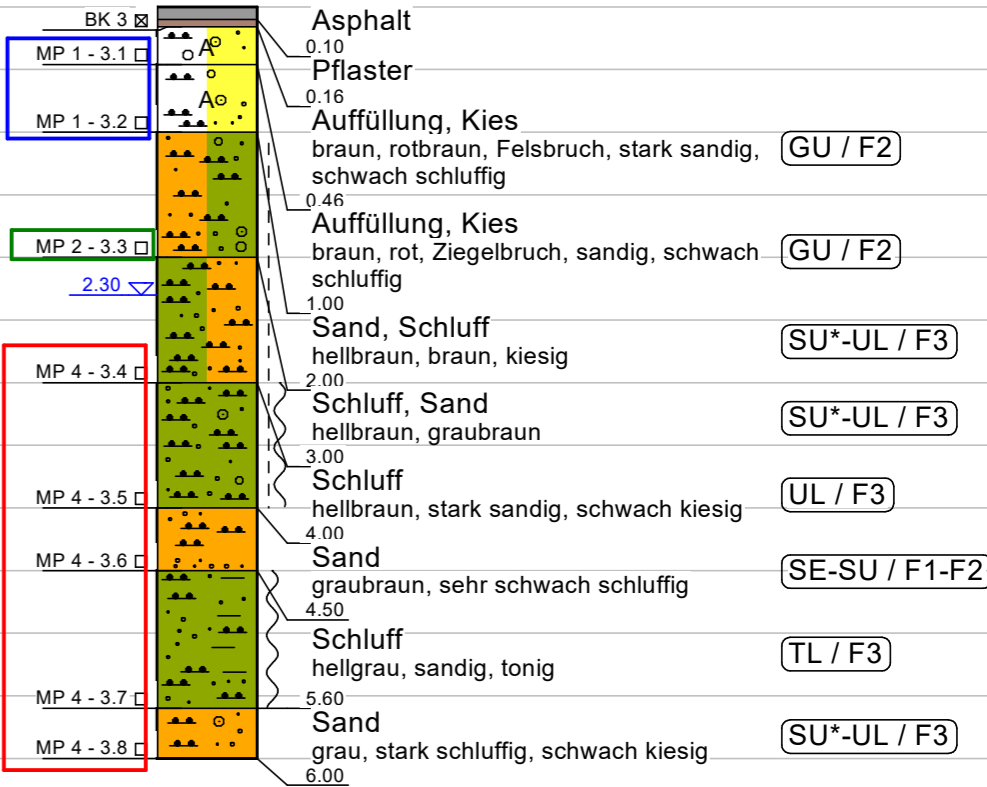 BK 3
Asphalt
0.10
MP 1 - 3.1
A
Pflaster
0.16
A
MP 1 - 3.2
Auffüllung, Kies
braun, rotbraun, Felsbruch, stark sandig,
schwach schluffig
GU / F2
0.46
Auffüllung, Kies
braun, rot, Ziegelbruch, sandig, schwach
schluffig
GU / F2
MP 2 - 3.3
2.30
1.00
Sand, Schluff
hellbraun, braun, kiesig
SU*-UL / F3
MP 4 - 3.4
2.00
Schluff, Sand
hellbraun, graubraun
SU*-UL / F3
3.00
Schluff
hellbraun, stark sandig, schwach kiesig
UL / F3
MP 4 - 3.5
4.00
Sand
graubraun, sehr schwach schluffig
SE-SU / F1-F2
MP 4 - 3.6
4.50
Schluff
hellgrau, sandig, tonig
TL / F3
MP 4 - 3.7
5.60
Sand
grau, stark schluffig, schwach kiesig
SU*-UL / F3
MP 4 - 3.8
6.00